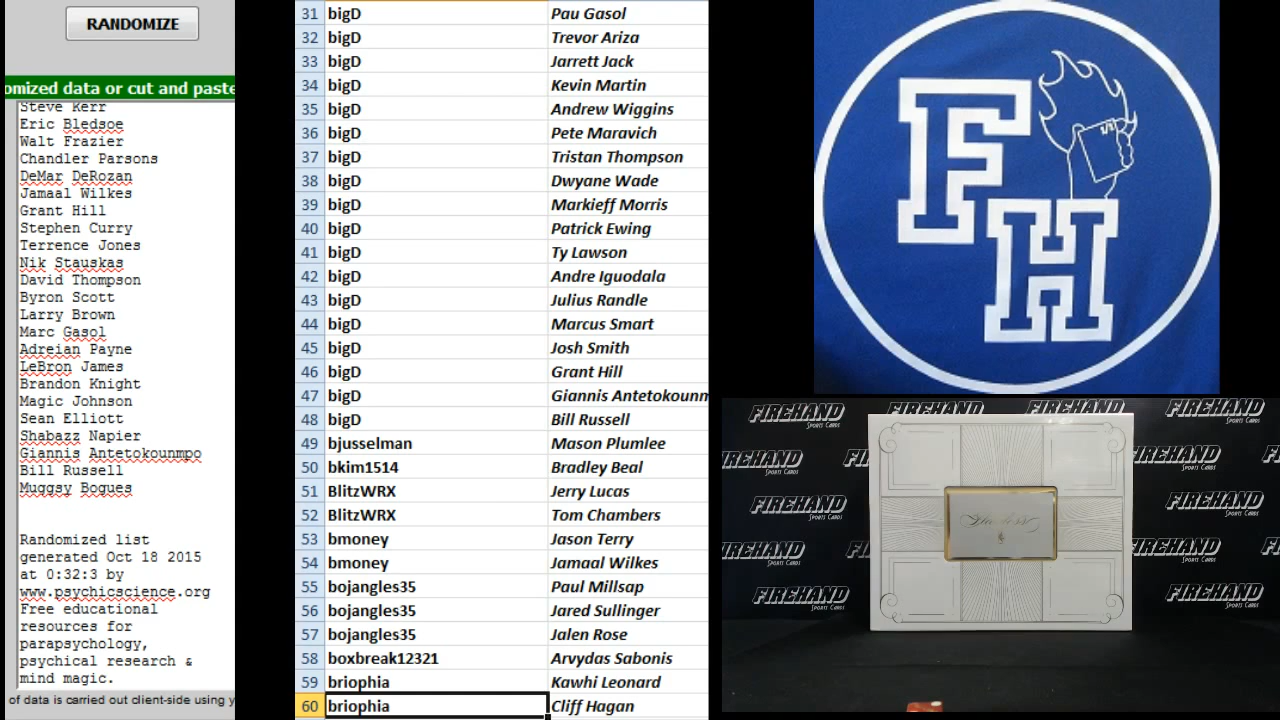 RANDOMIZE
omized data or cut and paste
Steve Kerr
Eric Bledsoe
Walt Frazier
Chandler Parsons
DeMar DeRozan
Jamaal Wilkes
Grant Hill
Stephen Curry
Terrence Jones
Nik Stauskas
David Thompson
Byron Scott
Larry Brown
Marc Gasol
Adreian Payne
LeBron James
Brandon Knight
Magic Johnson
Sean Elliott
Shabazz Napier
Giannis Antetokounmpo
Bill Russell
Muggsy Bogues
Randomized list
generated Oct 18 2015
at 0:32:3 by
www.psychicscience.org
Free educational
resources for
parapsychology,
psychical research &
mind magic.
of data is carried out client-side using y
31 bigD Pau Gasol
32 bigD Trevor Ariza
33 bigD Jarrett Jack
34 bigD Kevin Martin
35 bigD Andrew Wiggins
36 bigD Pete Maravich
37 bigD Tristan Thompson
38 bigD Dwyane Wade
39 bigD Markieff Morris
40 bigD Patrick Ewing
41 bigD Ty Lawson
42 bigD Andre Iguodala
43 bigD Julius Randle
44 bigD Marcus Smart
45 bigD Josh Smith
46 bigD Grant Hill
47 bigD Giannis Antetokounm
48 bigD Bill Russell
49 bjusselman Mason Plumlee
50 bkim1514 Bradley Beal
51 BlitzWRX Jerry Lucas
52 BlitzWRX Tom Chambers
53 bmoney Jason Terry
54 bmoney Jamaal Wilkes
55 bojangles35 Paul Millsap
56 bojangles35 Jared Sullinger
57 bojangles35 Jalen Rose
58 boxbreak12321 Arvydas Sabonis
59 briophia Kawhi Leonard
60 briophia Cliff Hagan
FH
FIREHAND SPORTS CARDS
Flawless